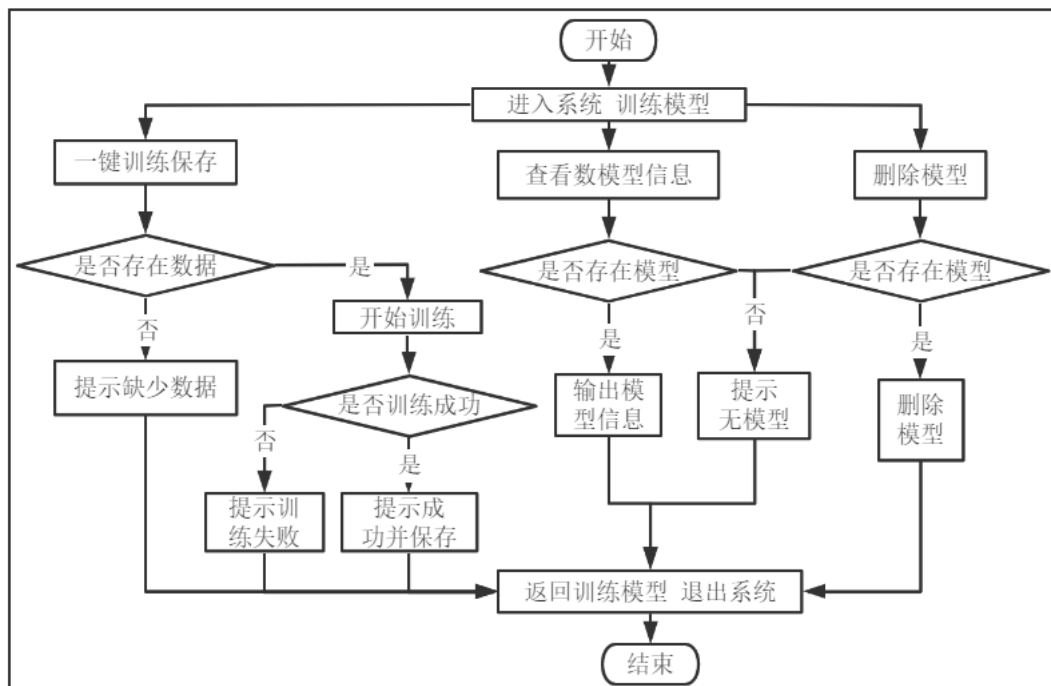 开始
进入系统 训练模型
一键训练保存
查看数模型信息
删除模型
是否存在数据
是
是否存在模型
是否存在模型
开始训练
否
否
是
是
提示缺少数据
是否训练成功
输出模
型信息
提示
无模型
删除
模型
否
是
提示训
练失败
提示成
功并保存
返回训练模型 退出系统
结束